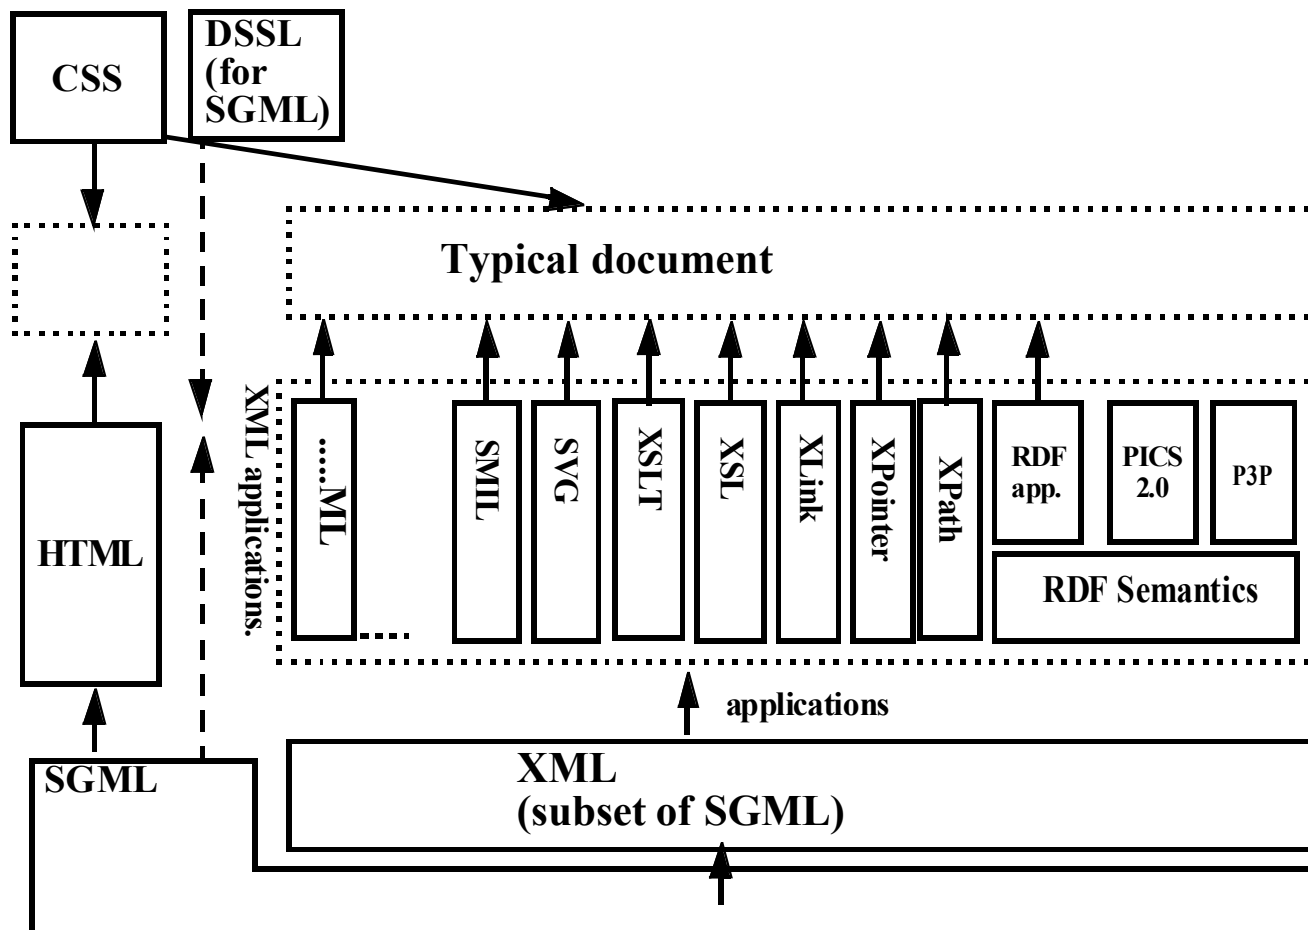 CSS
DSSL
(for
SGML)
Typical document
XML applications.
......ML
SMIL
SVG
XSLT
XSL
XLink
XPointer
XPath
RDF
app.
PICS
2.0
P3P
HTML
RDF Semantics
applications
SGML
XML
(subset of SGML)